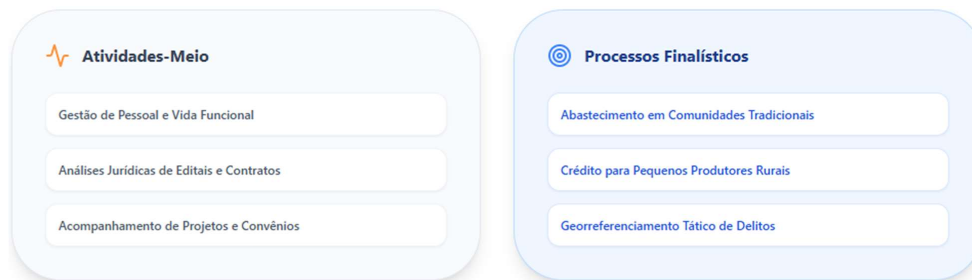 Atividades-Meio
Gestão de Pessoal e Vida Funcional
Análises Jurídicas de Editais e Contratos
Acompanhamento de Projetos e Convênios
Processos Finalísticos
Abastecimento em Comunidades Tradicionais
Crédito para Pequenos Produtores Rurais
Georreferenciamento Tático de Delitos